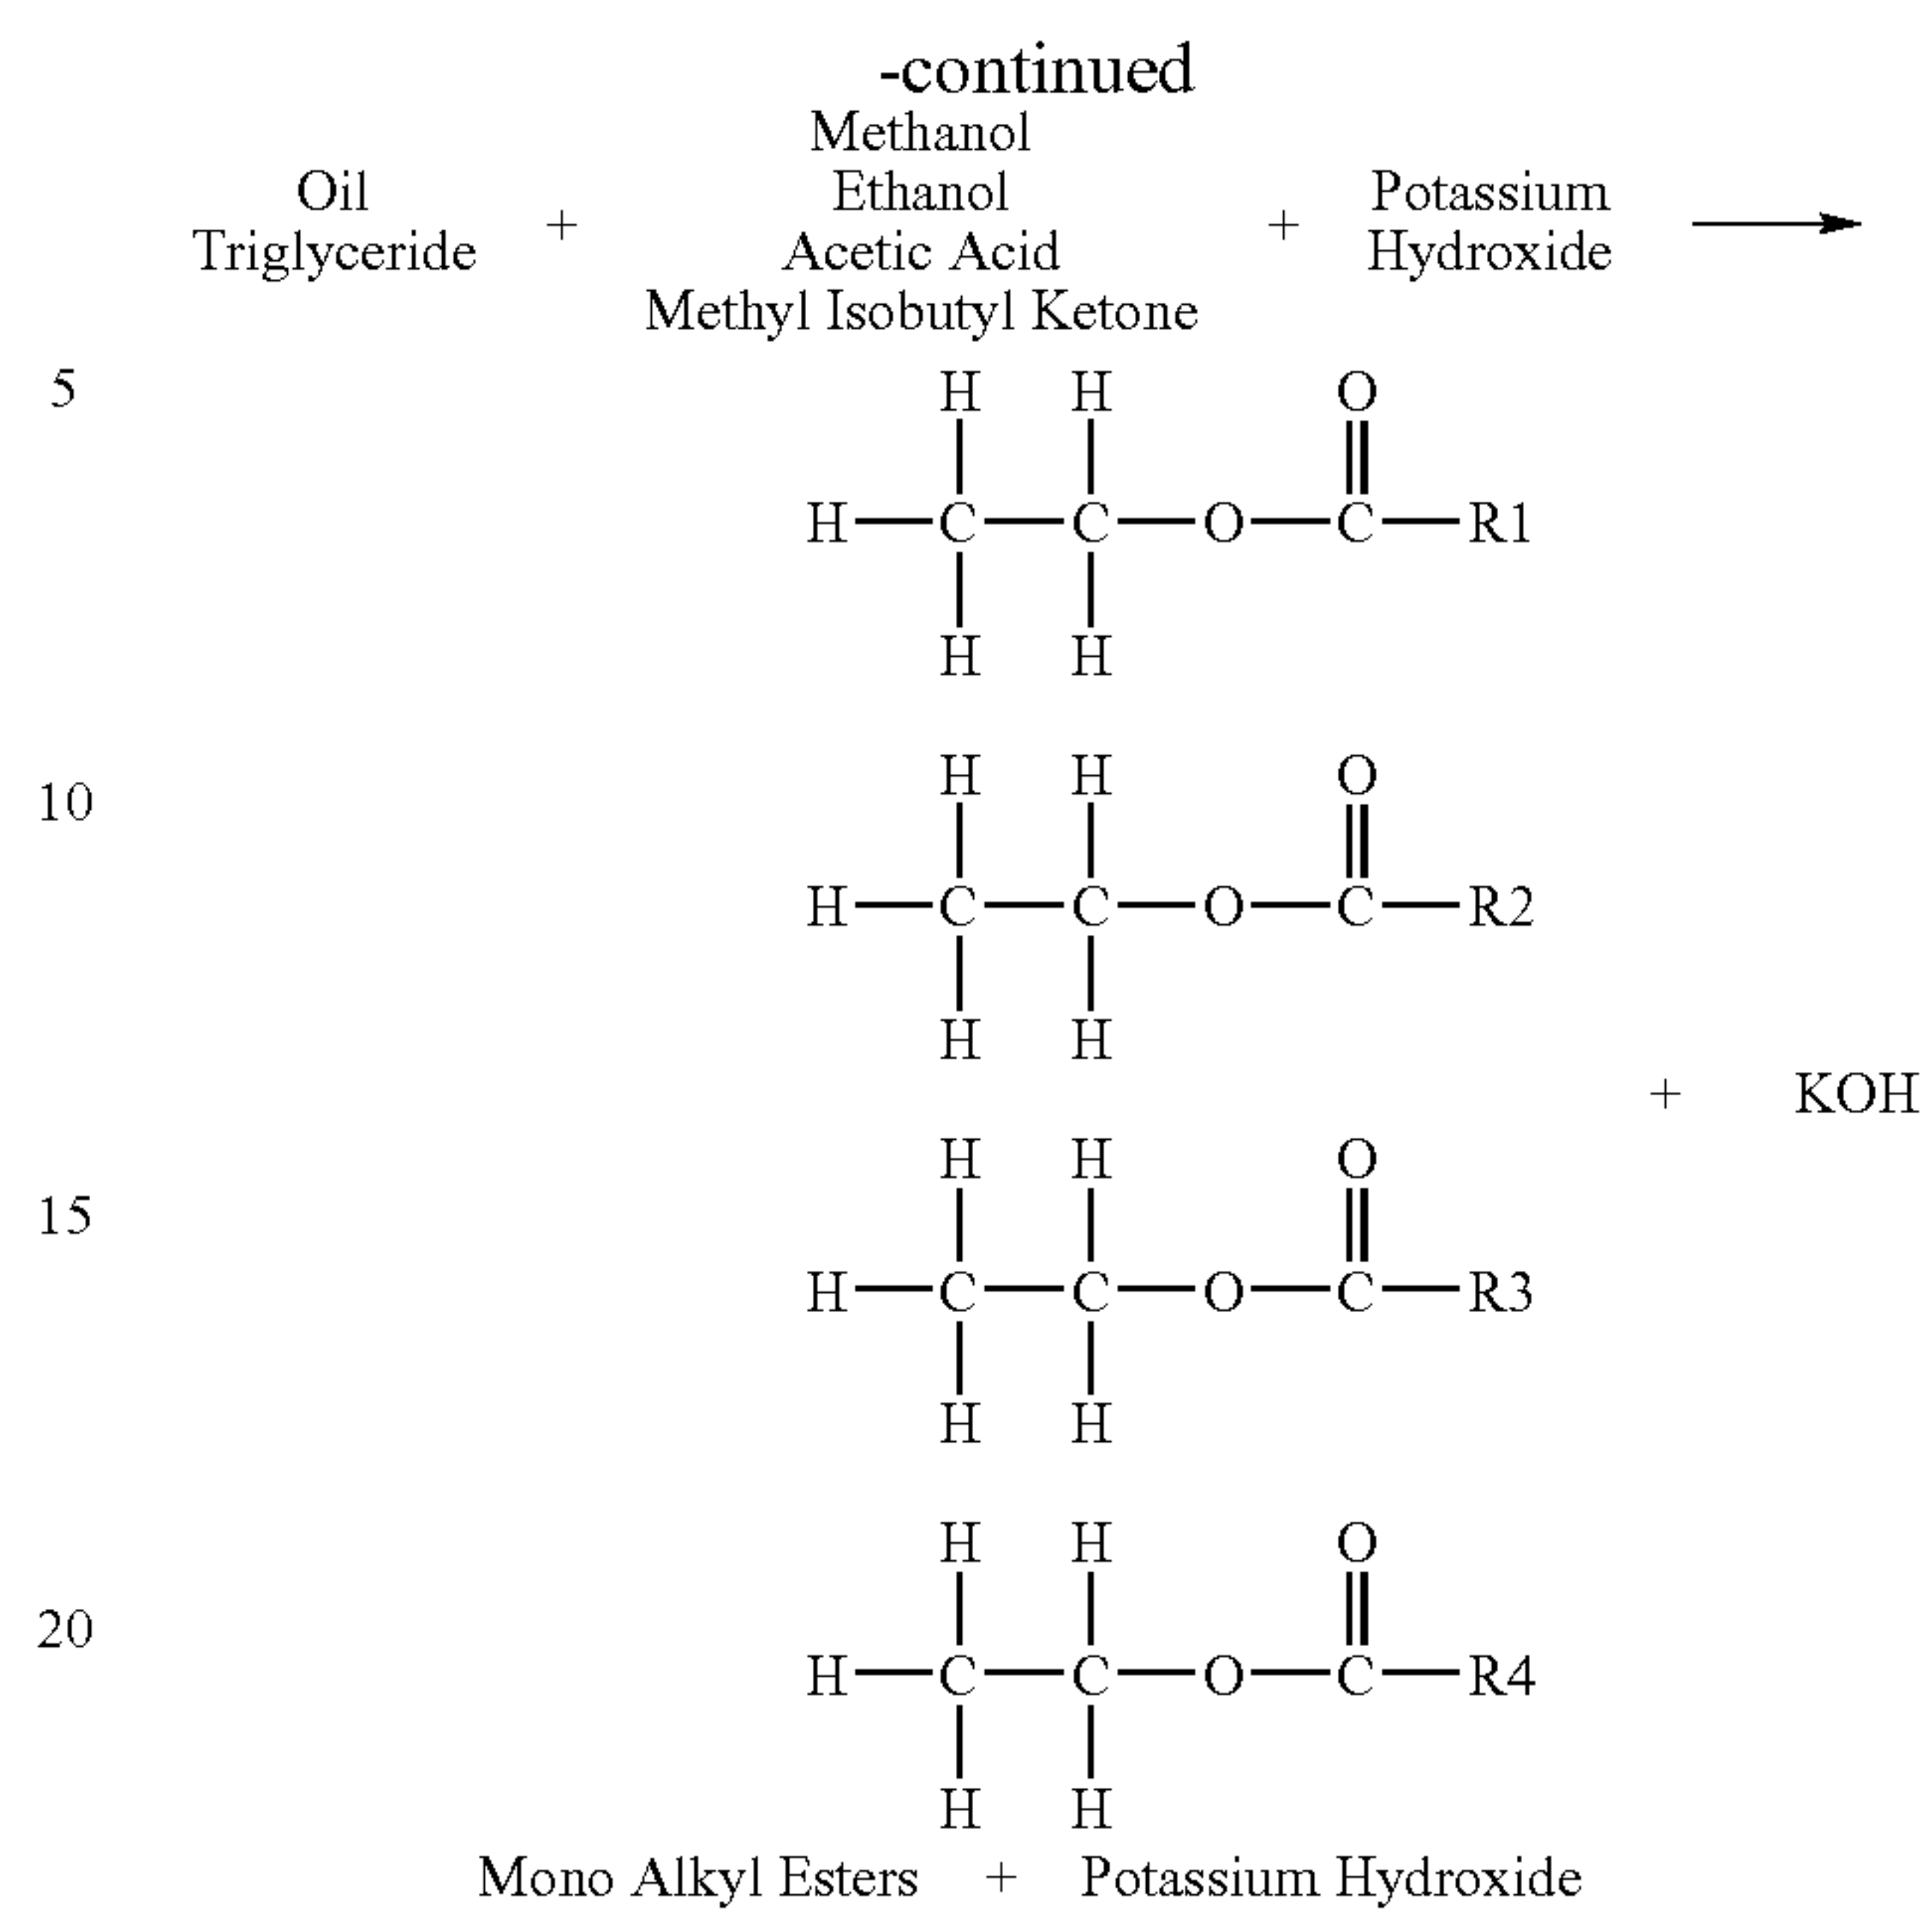 -continued
Methanol
Oil Ethanol Potassium
+ +
Triglyceride Acetic Acid Hydroxide
Methyl Isobutyl Ketone
5
H H O
H C C O C R1
H H
10
H H O
H C C O C R2
H H
+ KOH
15
H H O
H C C O C R3
H H
20
H H O
H C C O C R4
H H
Mono Alkyl Esters + Potassium Hydroxide